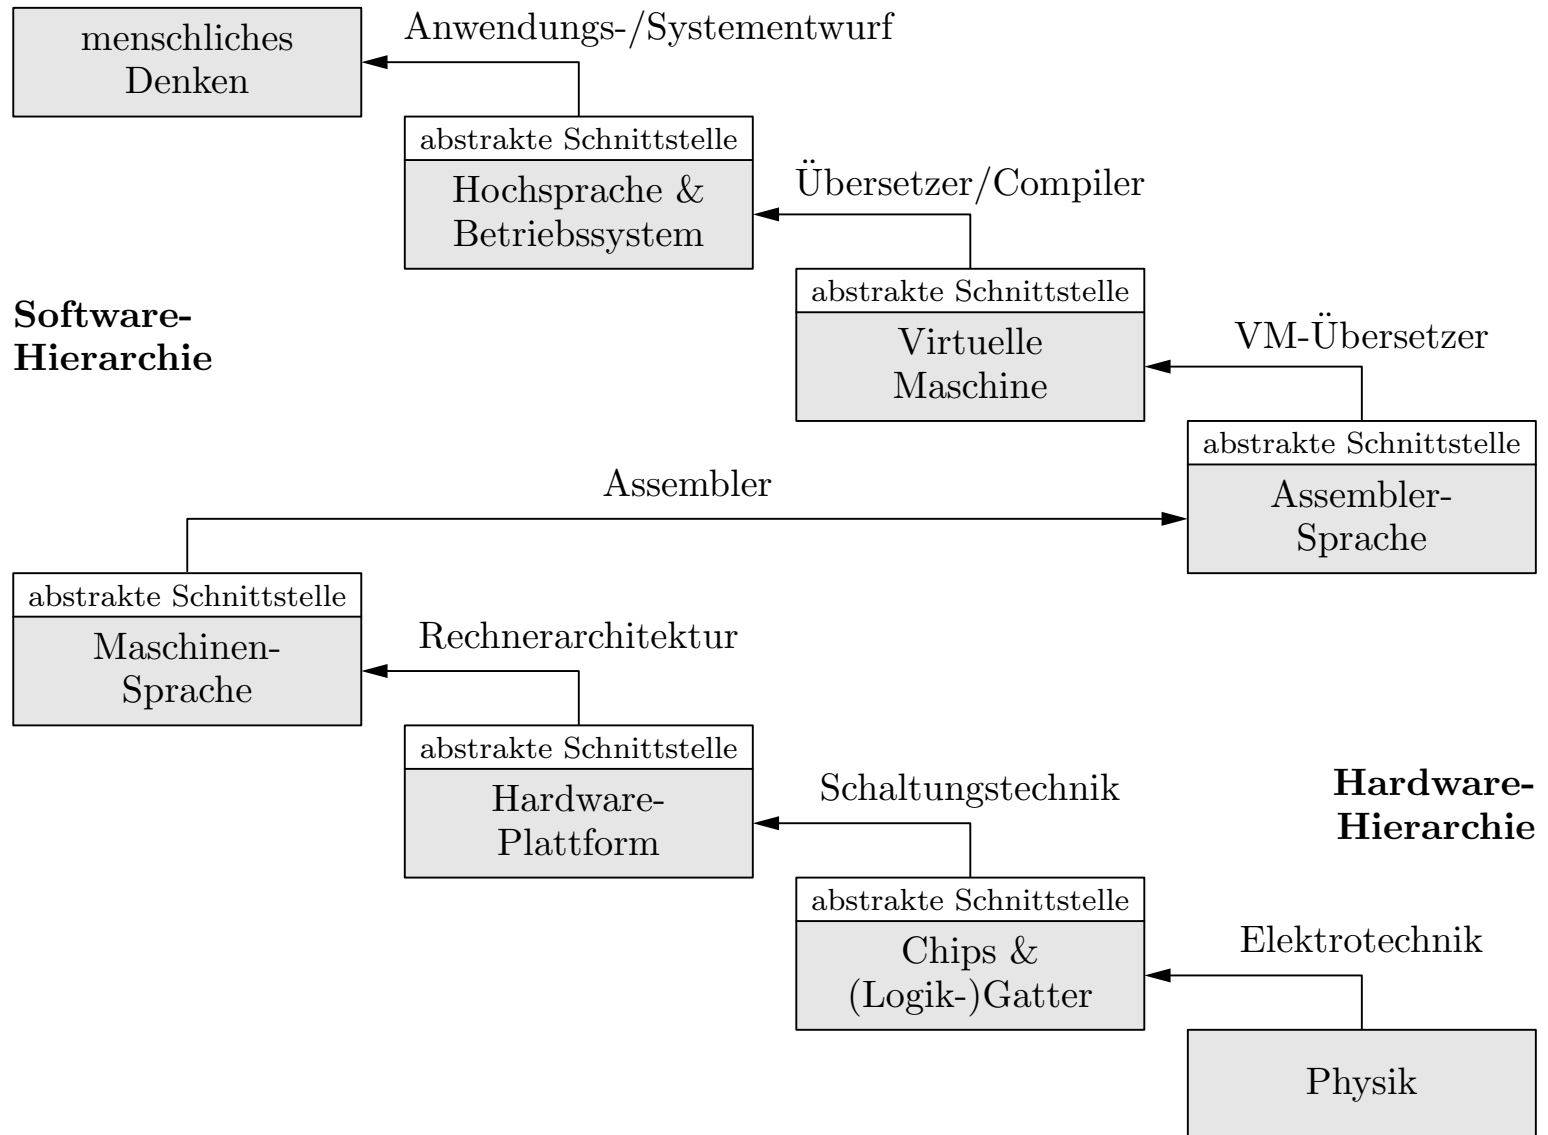 menschliches
Denken
Anwendungs-/Systementwurf
abstrakte Schnittstelle
Hochsprache &
Betriebssystem
Übersetzer/Compiler
abstrakte Schnittstelle
Virtuelle
Maschine
Software-
Hierarchie
VM-Übersetzer
abstrakte Schnittstelle
Assembler-
Sprache
Assembler
abstrakte Schnittstelle
Maschinen-
Sprache
Rechnerarchitektur
abstrakte Schnittstelle
Hardware-
Plattform
Schaltungstechnik
Hardware-
Hierarchie
abstrakte Schnittstelle
Chips &
(Logik-)Gatter
Elektrotechnik
Physik